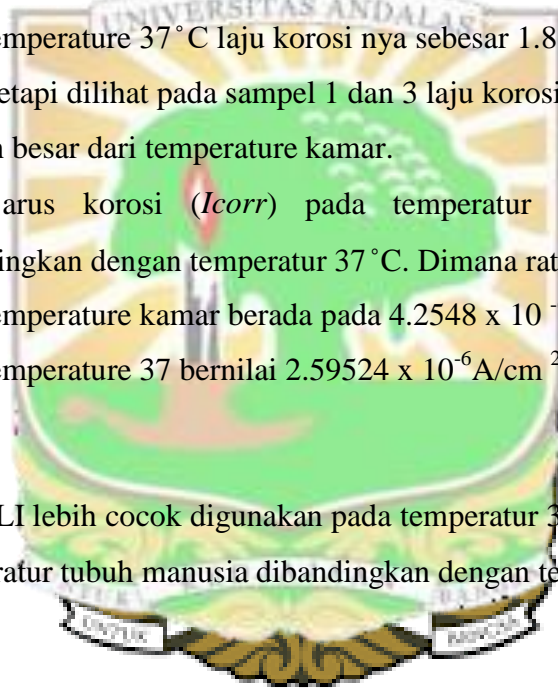 UNIVERSITAS ANDALAS
emperature 37˚C laju korosi nya sebesar 1.8
etapi dilihat pada sampel 1 dan 3 laju korosi
n besar dari temperature kamar.
arus korosi (Icorr) pada temperatur
ingkan dengan temperatur 37˚C. Dimana rat
emperature kamar berada pada 4.2548 x 10 -
emperature 37 bernilai 2.59524 x 10-6A/cm 2
LI lebih cocok digunakan pada temperatur 3
ratur tubuh manusia dibandingkan dengan te
UNTUK BANGSA